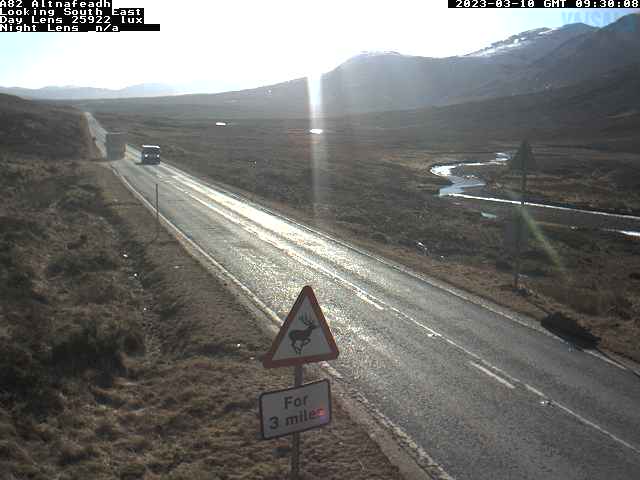 A82 Altnafeadh
Looking South East
Day Lens 25922 lux
Night Lens  n/a
2023-03-10 GMT 09:30:08
VAISALA
For
3 miles